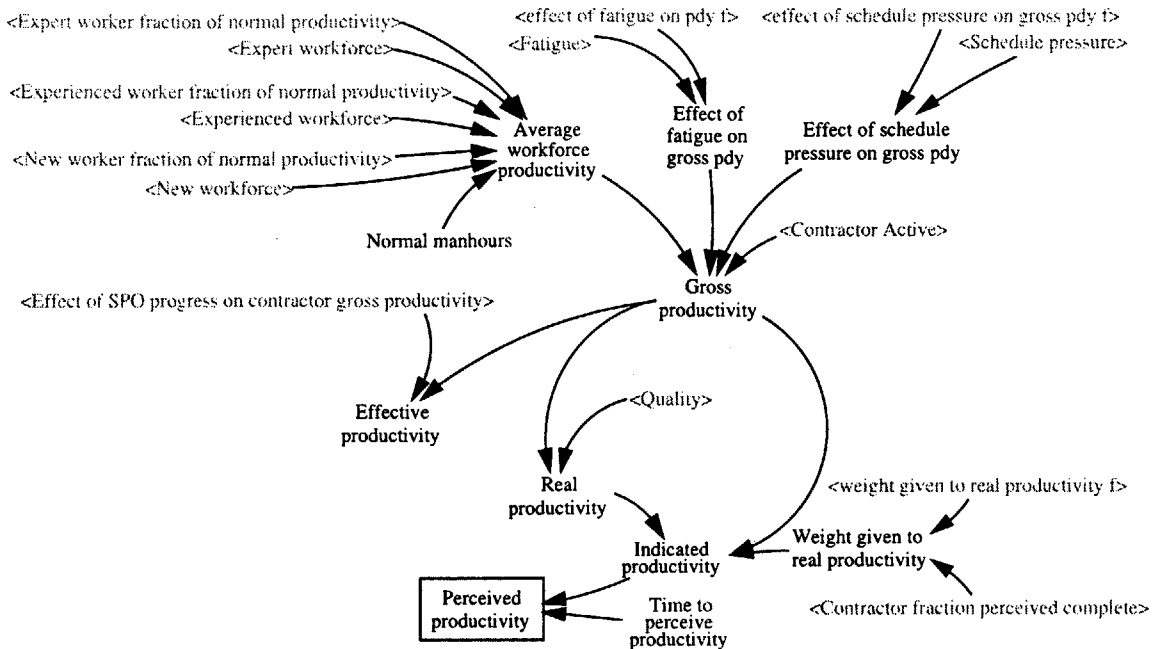 <Expert worker fraction of normal productivity>
<effect of fatigue on pdy f>
<effect of schedule pressure on gross pdy f>
<Expert workforce>
<Fatigue>
<Schedule pressure>
<Experienced worker fraction of normal productivity>
<Experienced workforce>
<New worker fraction of normal productivity>
<New workforce>
Average
workforce
productivity
Effect of
fatigue on
gross pdy
Effect of schedule
pressure on gross pdy
Normal manhours
<Contractor Active>
Gross
productivity
<Effect of SPO progress on contractor gross productivity>
Effective
productivity
<Quality>
Real
productivity
<weight given to real productivity f>
Weight given to
real productivity
Indicated
productivity
<Contractor fraction perceived complete>
Perceived
productivity
Time to
perceive
productivity